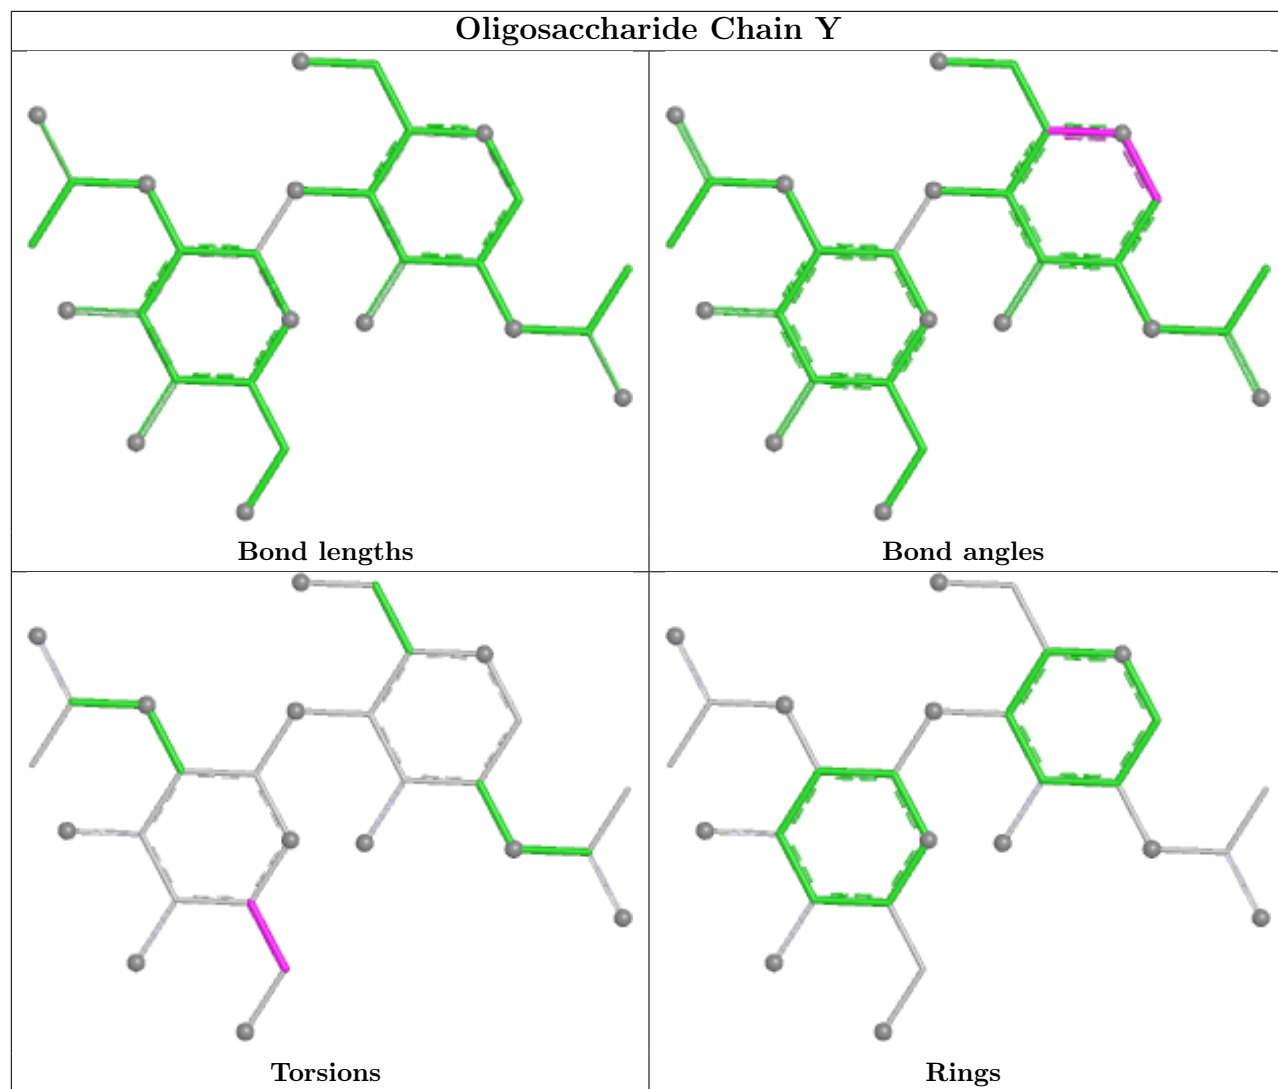 Oligosaccharide Chain Y
Bond lengths
Bond angles
Torsions
Rings